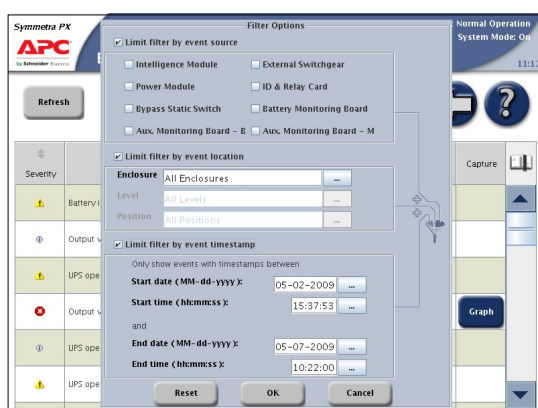 Symmetra PX
APC
by Schneider Electric
Filter Options
: Normal Operation
System Mode: On
11:1
Limit filter by event source
Intelligence Module
External Switchgear
Power Module
ID & Relay Card
Bypass Static Switch
Battery Monitoring Board
Aux. Monitoring Board - B
Aux. Monitoring Board - M
Refresh
?
Severity
Capture
Limit filter by event location
Enclosure All Enclosures ...
Level All Levels ...
Position All Positions ...
Battery i
Output v
UPS ope
Output v
UPS ope
UPS ope
Graph
Limit filter by event timestamp
Only show events with timestamps between
Start date (MM-dd-yyyy): 05-02-2009 ...
Start time (hh:mm:ss): 15:37:53 ...
and
End date (MM-dd-yyyy): 05-07-2009 ...
End time (hh:mm:ss): 10:22:00 ...
Reset OK Cancel